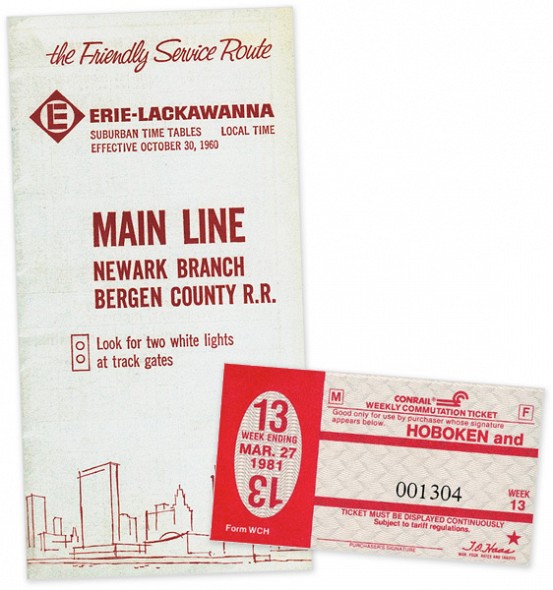 the Friendly Service Route
E ERIE-LACKAWANNA
SUBURBAN TIME TABLES LOCAL TIME
EFFECTIVE OCTOBER 30, 1960
MAIN LINE
NEWARK BRANCH
BERGEN COUNTY R.R.
Look for two white lights
at track gates
13
WEEK ENDING
MAR. 27
1981
13
Form WCH
M CONRAIL F
WEEKLY COMMUTATION TICKET
Good only for use by purchaser whose signature
appears below.
HOBOKEN and
001304
WEEK
13
TICKET MUST BE DISPLAYED CONTINUOUSLY
Subject to tariff regulations.
PURCHASER'S SIGNATURE